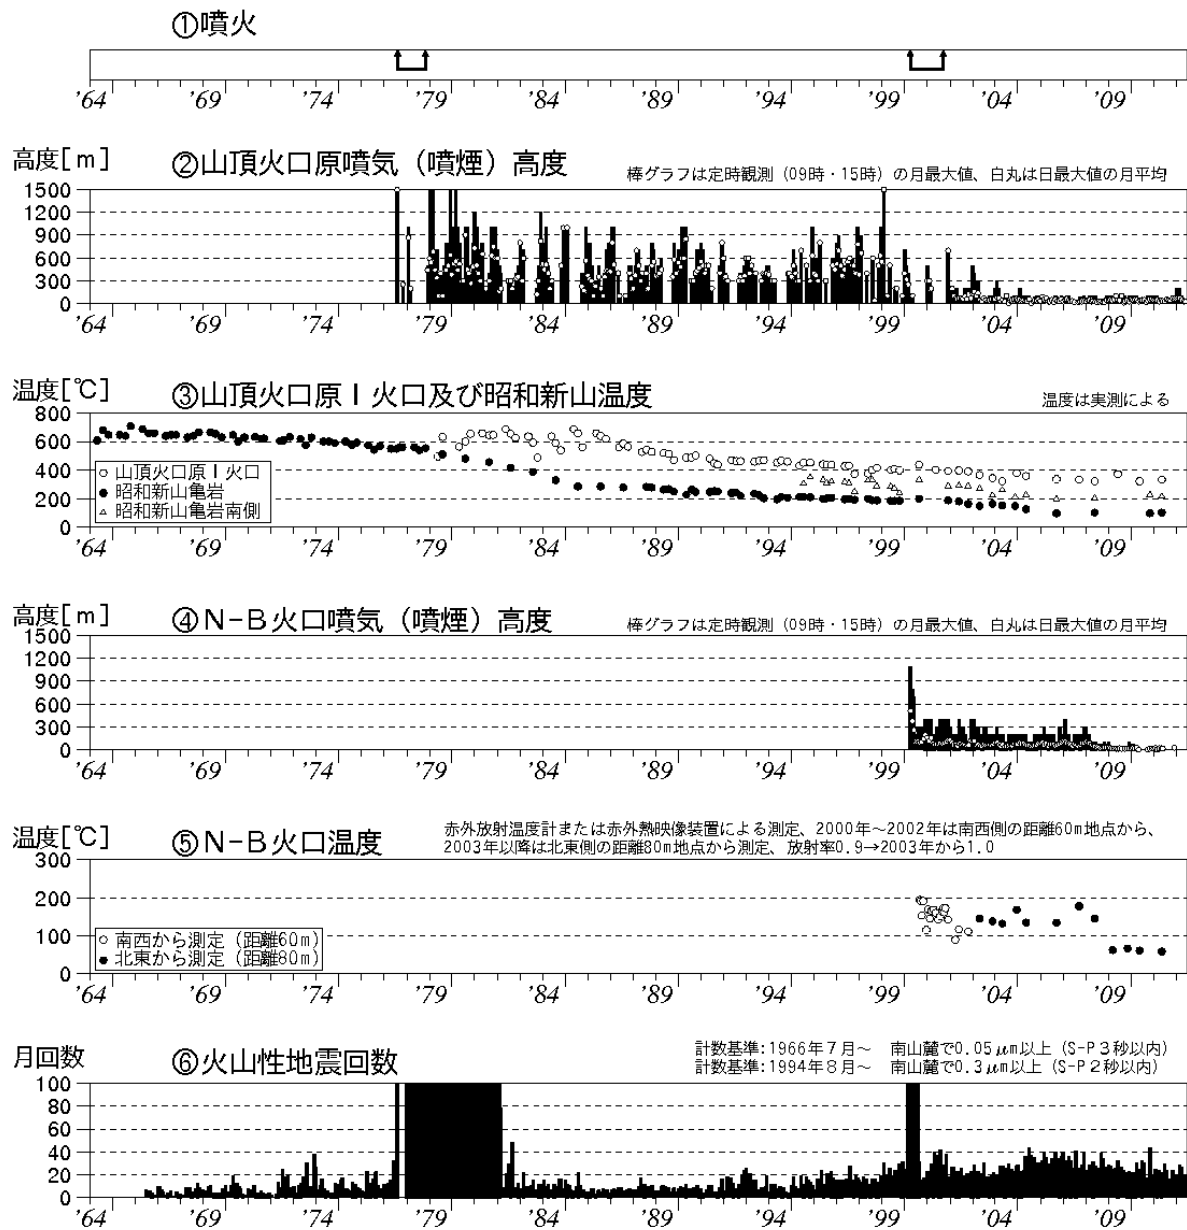 ①噴火
'64 '69 '74 '79 '84 '89 '94 '99 '04 '09
高度[m] ②山頂火口原噴気（噴煙）高度 棒グラフは定時観測（09時・15時）の月最大値、白丸は日最大値の月平均
1500
1200
900
600
300
0
'64 '69 '74 '79 '84 '89 '94 '99 '04 '09
温度[℃] ③山頂火口原Ⅰ火口及び昭和新山温度 温度は実測による
800
600
400
200
0
○ 山頂火口原Ⅰ火口
● 昭和新山亀岩
△ 昭和新山亀岩南側
'64 '69 '74 '79 '84 '89 '94 '99 '04 '09
高度[m] ④N-B火口噴気（噴煙）高度 棒グラフは定時観測（09時・15時）の月最大値、白丸は日最大値の月平均
1500
1200
900
600
300
0
'64 '69 '74 '79 '84 '89 '94 '99 '04 '09
温度[℃] ⑤N-B火口温度 赤外放射温度計または赤外熱映像装置による測定、2000年～2002年は南西側の距離60m地点から、
2003年以降は北東側の距離80m地点から測定、放射率0.9→2003年から1.0
300
200
100
0
○ 南西から測定（距離60m）
● 北東から測定（距離80m）
'64 '69 '74 '79 '84 '89 '94 '99 '04 '09
月回数 ⑥火山性地震回数 計数基準:1966年7月～ 南山麓で0.05μm以上（S-P3秒以内）
計数基準:1994年8月～ 南山麓で0.3μm以上（S-P2秒以内）
100
80
60
40
20
0
'64 '69 '74 '79 '84 '89 '94 '99 '04 '09